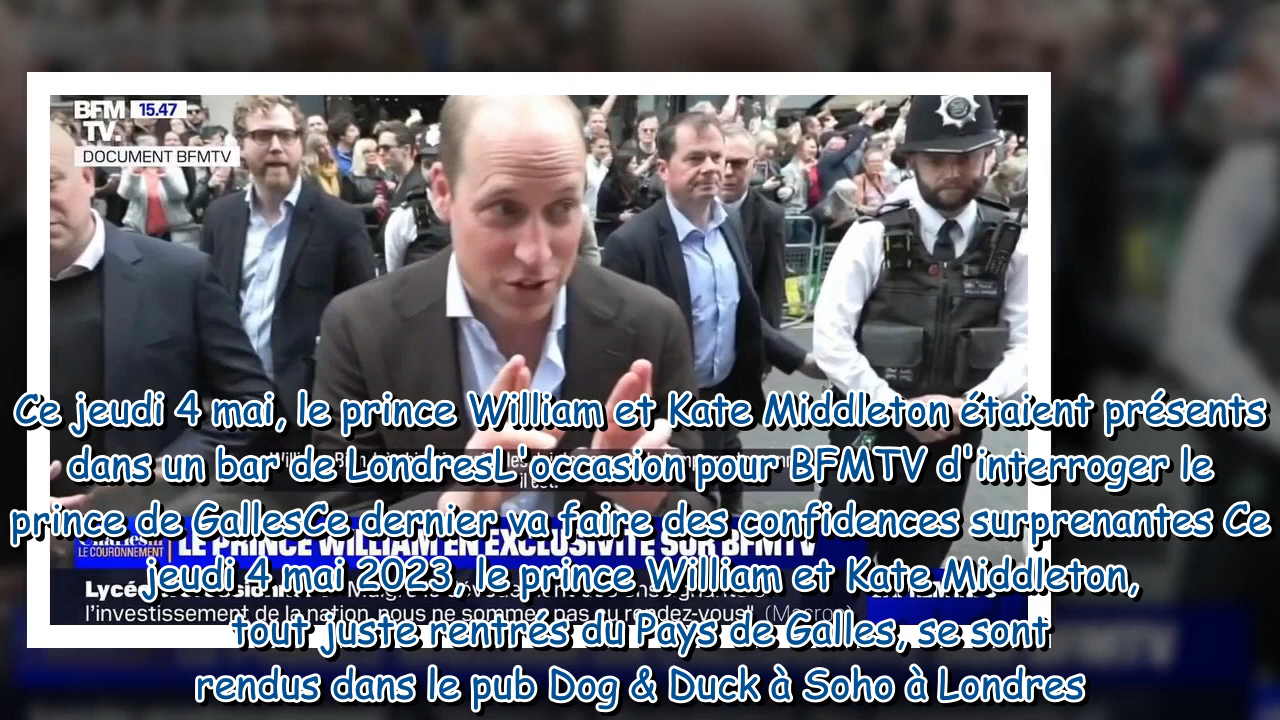 BFM
TV.
15.47
DOCUMENT BFMTV
Ce jeudi 4 mai, le prince William et Kate Middleton étaient présents
dans un bar de LondresL'occasion pour BFMTV d'interroger le
prince de GallesCe dernier va faire des confidences surprenantes Ce
jeudi 4 mai 2023, le prince William et Kate Middleton,
tout juste rentrés du Pays de Galles, se sont
rendus dans le pub Dog & Duck à Soho à Londres
LE COURONNEMENT
LE PRINCE WILLIAM EN EXCLUSIVITÉ SUR BFMTV
l'investissement de la nation, nous ne sommes pas au rendez-vous" (Macron)